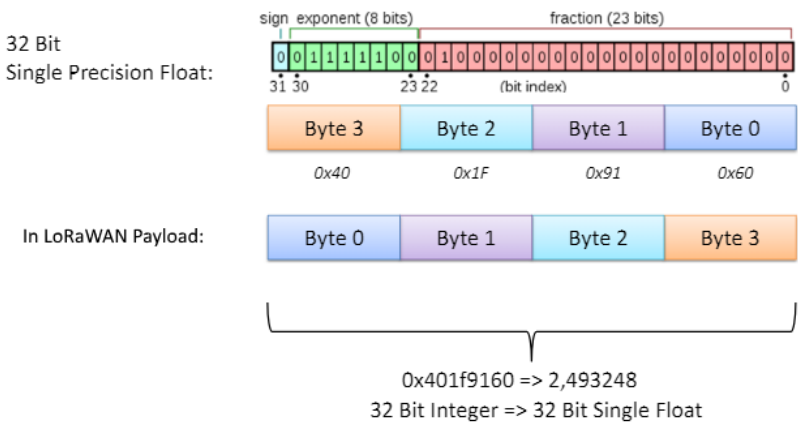 sign exponent (8 bits) fraction (23 bits)
32 Bit
Single Precision Float:
0 0 1 1 1 1 1 0 0 0 1 0 0 0 0 0 0 0 0 0 0 0 0 0 0 0 0 0 0 0 0 0
31 30 23 22 (bit index) 0
Byte 3 Byte 2 Byte 1 Byte 0
0x40 0x1F 0x91 0x60
In LoRaWAN Payload:
Byte 0 Byte 1 Byte 2 Byte 3
0x401f9160 => 2,493248
32 Bit Integer => 32 Bit Single Float